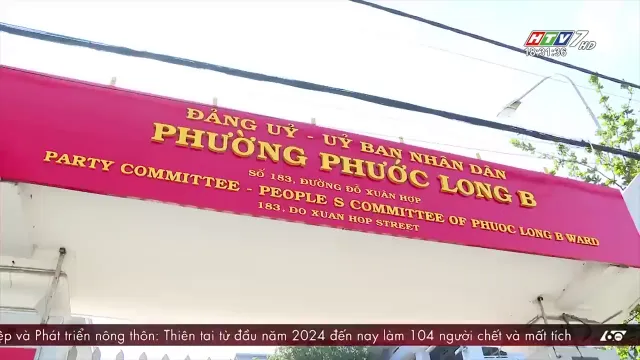 HTV7 HD
18:31:36
ĐẢNG UỶ - UỶ BAN NHÂN DÂN
PHƯỜNG PHƯỚC LONG B
SỐ 183, ĐƯỜNG ĐỖ XUÂN HỢP
PARTY COMMITTEE - PEOPLE S COMMITTEE OF PHUOC LONG B WARD
183, DO XUAN HOP STREET
ệp và Phát triển nông thôn: Thiên tai từ đầu năm 2024 đến nay làm 104 người chết và mất tích